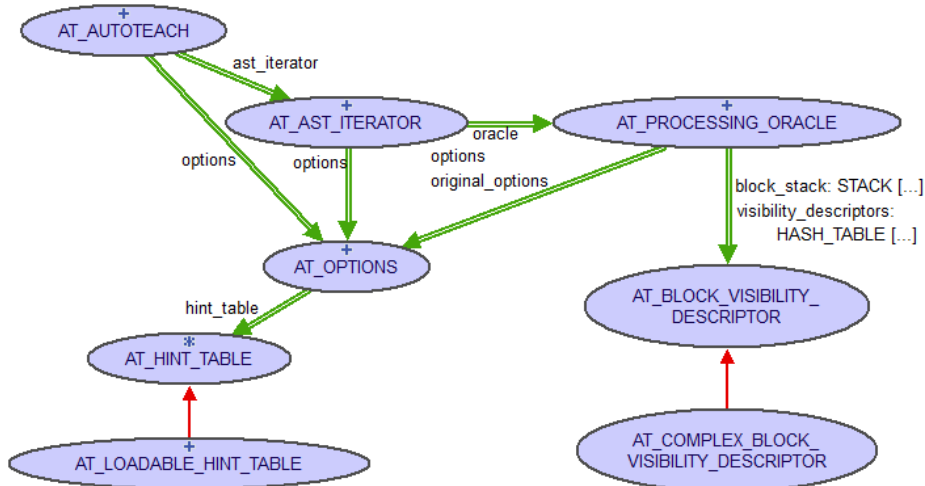 +
AT_AUTOTEACH
ast_iterator
+
AT_AST_ITERATOR
oracle
+
AT_PROCESSING_ORACLE
options
options
options
original_options
block_stack: STACK [...]
visibility_descriptors:
HASH_TABLE [...]
+
AT_OPTIONS
hint_table
AT_BLOCK_VISIBILITY_
DESCRIPTOR
*
AT_HINT_TABLE
+
AT_LOADABLE_HINT_TABLE
AT_COMPLEX_BLOCK_
VISIBILITY_DESCRIPTOR